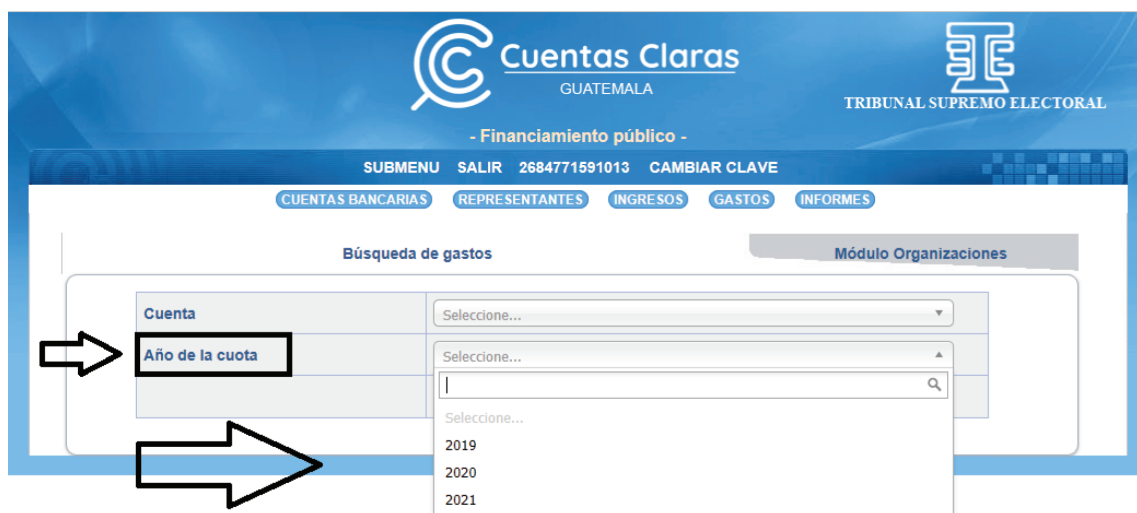 Cuentas Claras
GUATEMALA
TRIBUNAL SUPREMO ELECTORAL
- Financiamiento público -
SUBMENU SALIR 2684771591013 CAMBIAR CLAVE
CUENTAS BANCARIAS REPRESENTANTES INGRESOS GASTOS INFORMES
Búsqueda de gastos Módulo Organizaciones
Cuenta Seleccione...
Año de la cuota Seleccione...
Seleccione...
2019
2020
2021